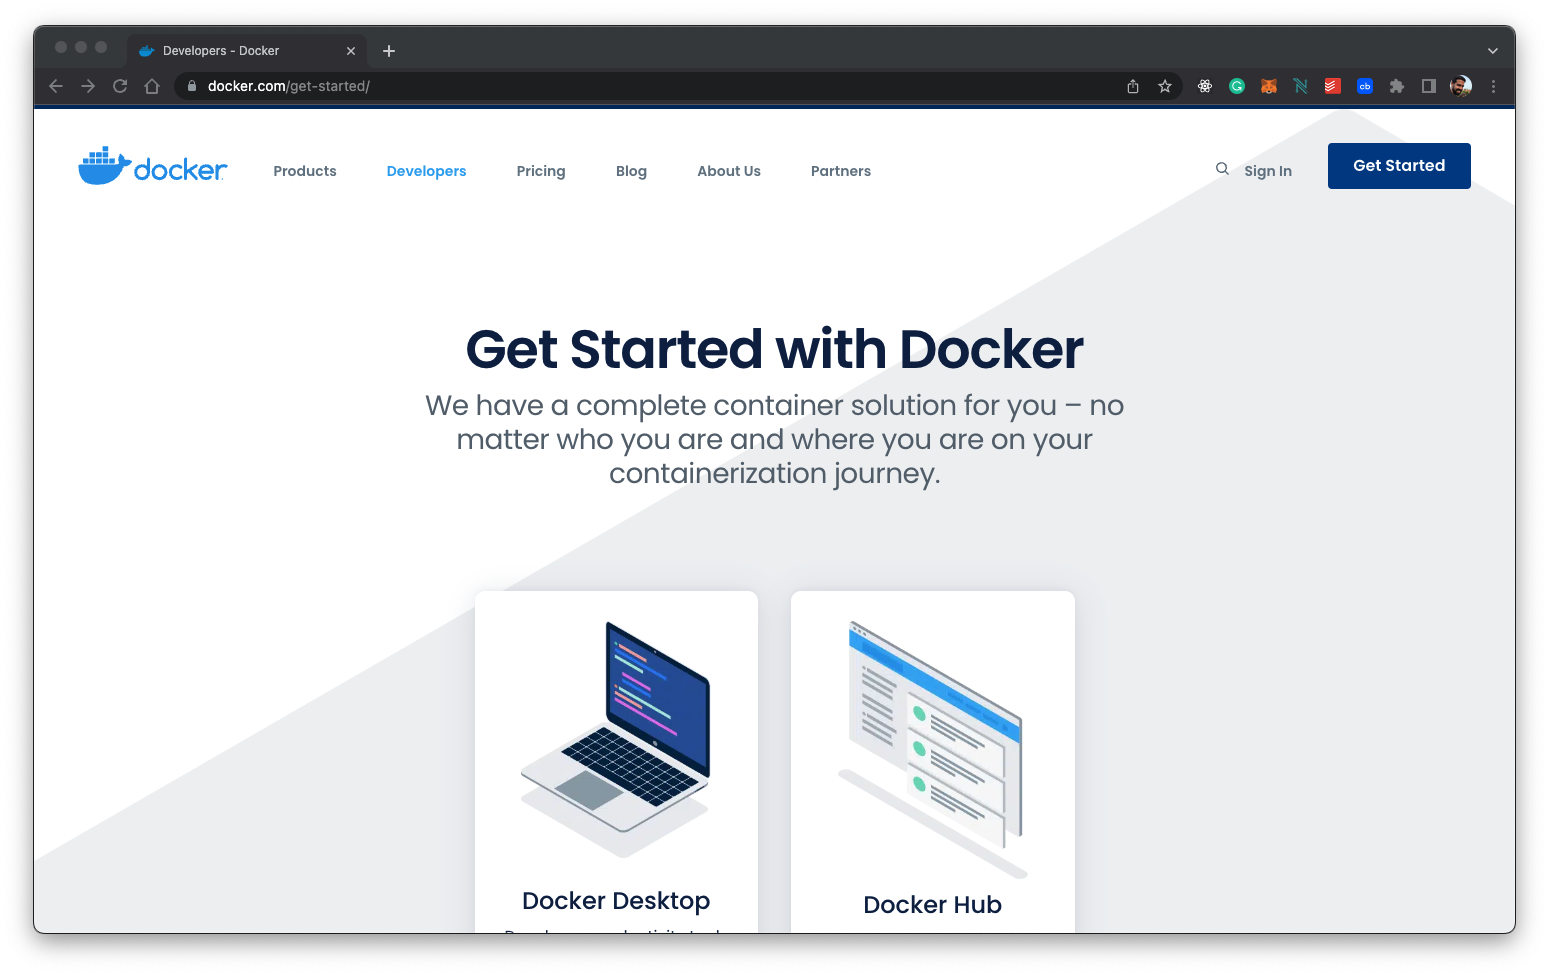 Developers - Docker
docker.com/get-started/
cb
docker
Products
Developers
Pricing
Blog
About Us
Partners
Sign In
Get Started
Get Started with Docker
We have a complete container solution for you – no
matter who you are and where you are on your
containerization journey.
Docker Desktop
Docker Hub